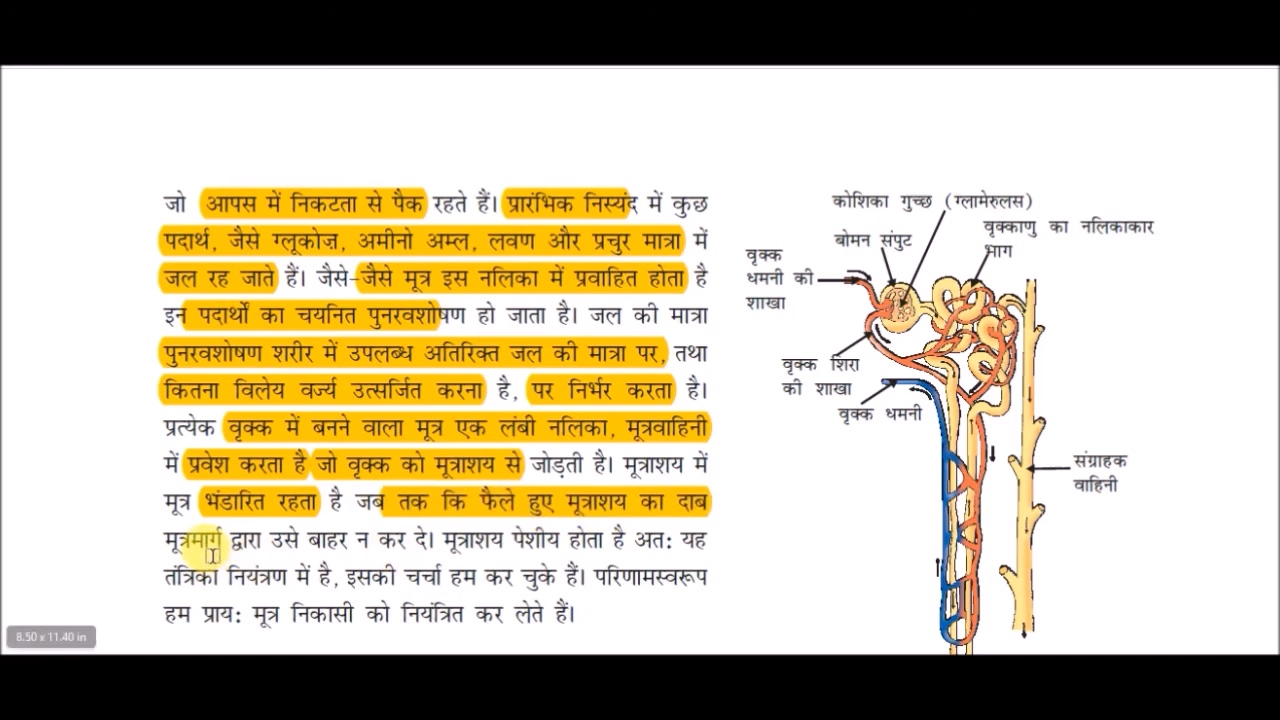 जो आपस में निकटता से पैक रहते हैं। प्रारंभिक निस्यंद में कुछ
पदार्थ, जैसे ग्लूकोज, अमीनो अम्ल, लवण और प्रचुर मात्रा में
जल रह जाते हैं। जैसे-जैसे मूत्र इस नलिका में प्रवाहित होता है
इन पदार्थों का चयनित पुनरवशोषण हो जाता है। जल की मात्रा
पुनरवशोषण शरीर में उपलब्ध अतिरिक्त जल की मात्रा पर, तथा
कितना विलेय वर्ज्य उत्सर्जित करना है, पर निर्भर करता है।
प्रत्येक वृक्क में बनने वाला मूत्र एक लंबी नलिका, मूत्रवाहिनी
में प्रवेश करता है जो वृक्क को मूत्राशय से जोड़ती है। मूत्राशय में
मूत्र भंडारित रहता है जब तक कि फैले हुए मूत्राशय का दाब
मूत्रमार्ग द्वारा उसे बाहर न कर दे। मूत्राशय पेशीय होता है अत: यह
तंत्रिका नियंत्रण में है, इसकी चर्चा हम कर चुके हैं। परिणामस्वरूप
हम प्राय: मूत्र निकासी को नियंत्रित कर लेते हैं।
कोशिका गुच्छ (ग्लामेरुलस)
वृक्काणु का नलिकाकार
भाग
बोमन संपुट
वृक्क
धमनी की
शाखा
वृक्क शिरा
की शाखा
वृक्क धमनी
संग्राहक
वाहिनी
8.50 x 11.40 in